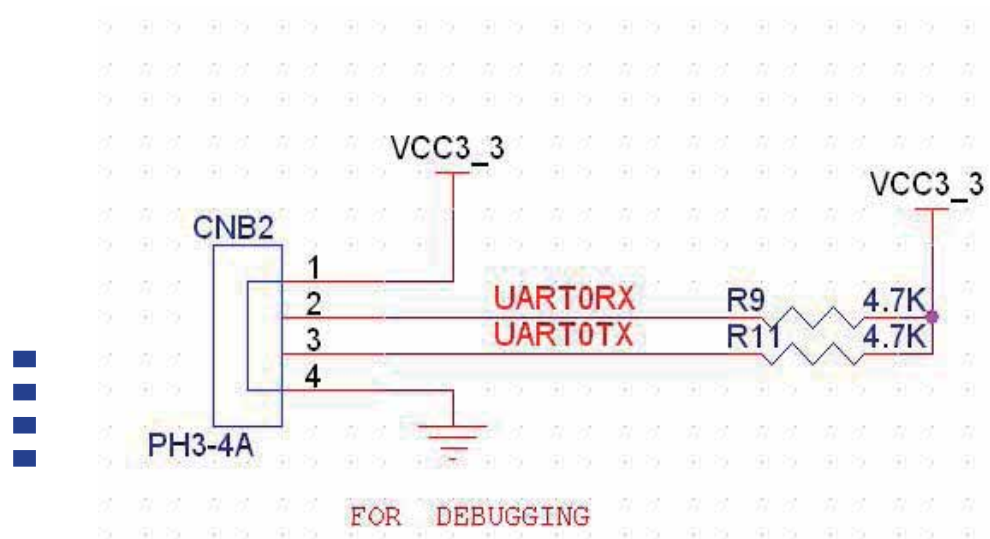 VCC3_3
VCC3_3
CNB2
1
2
3
4
UART0RX
UART0TX
R9
4.7K
R11
4.7K
PH3-4A
FOR DEBUGGING